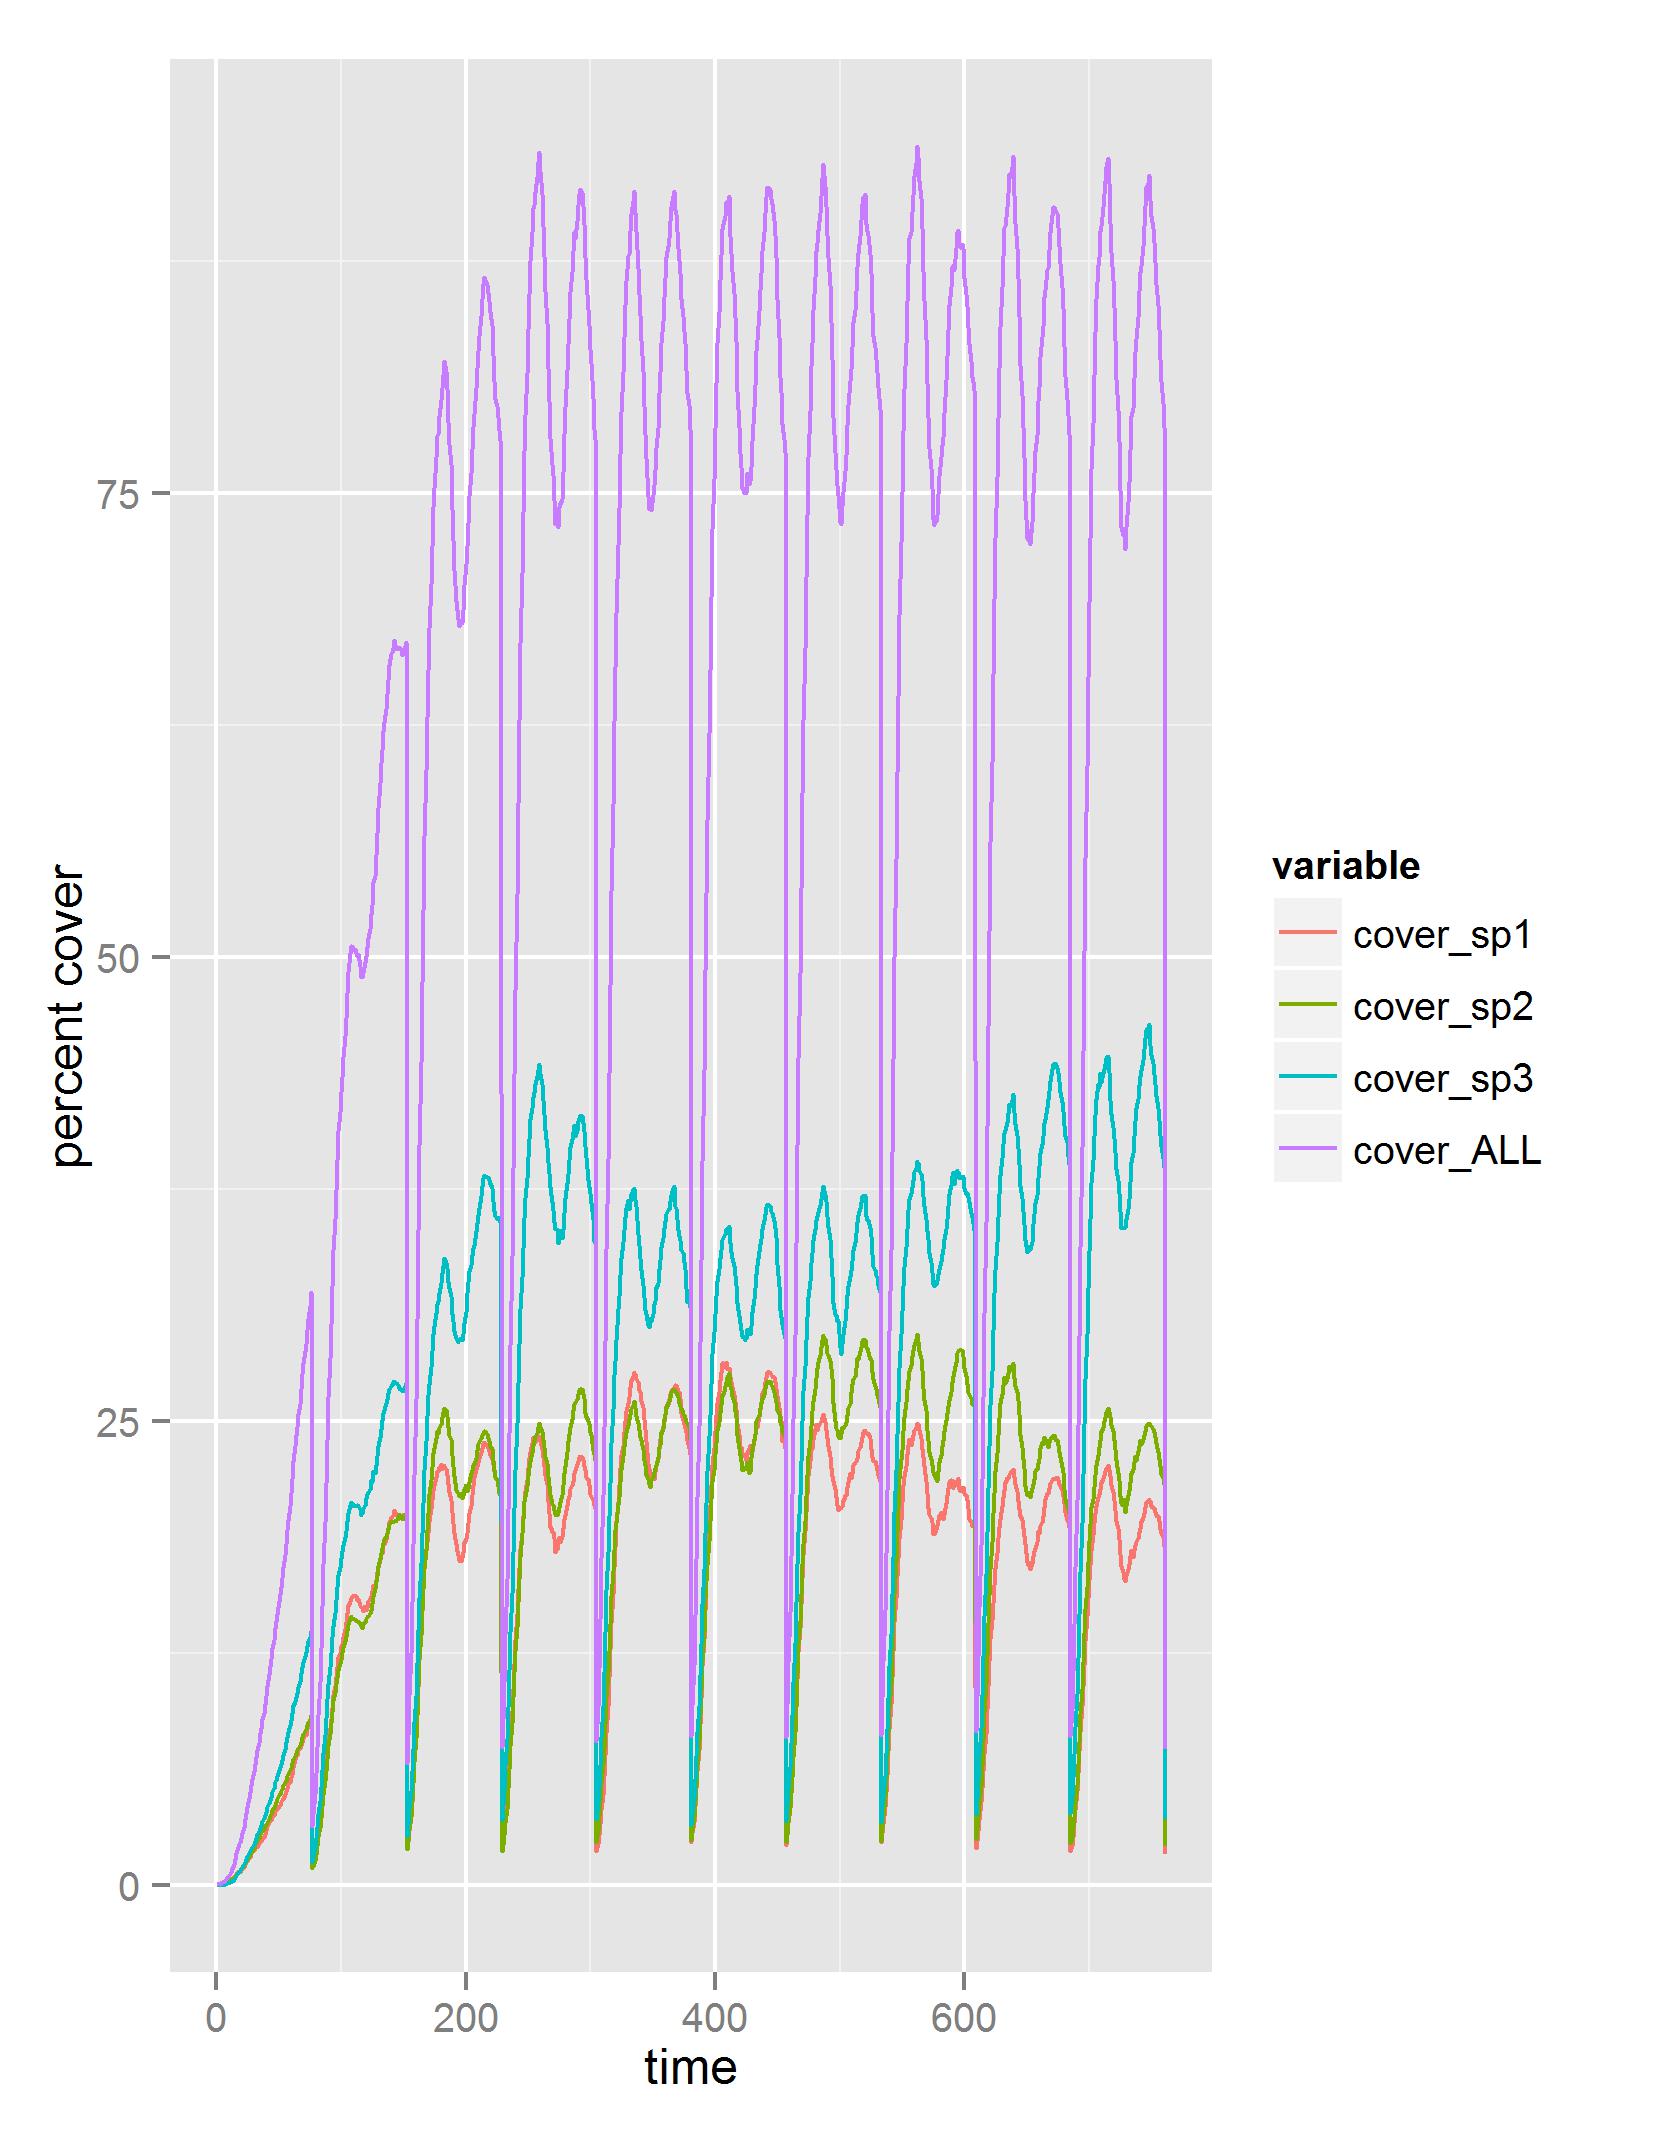 percent cover
75
50
25
0
0 200 400 600
time
variable
cover_sp1
cover_sp2
cover_sp3
cover_ALL